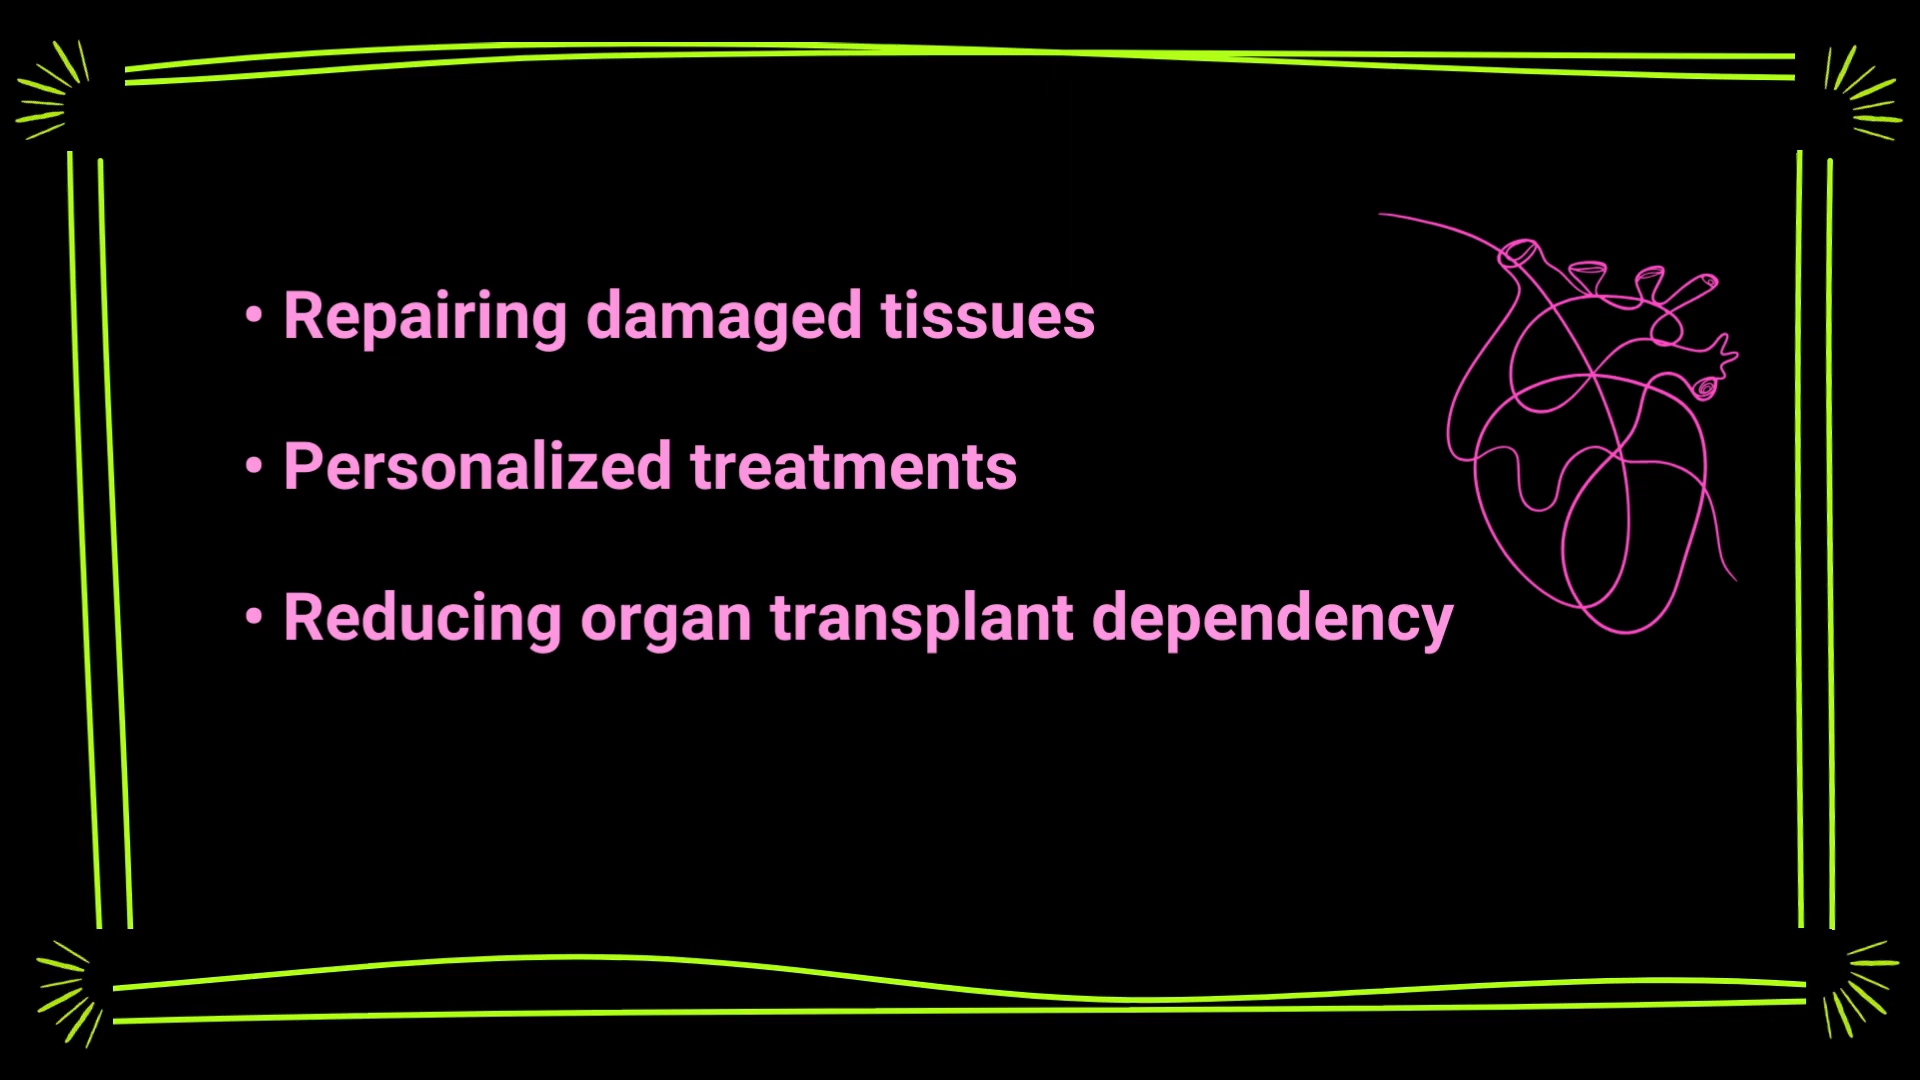 • Repairing damaged tissues
• Personalized treatments
• Reducing organ transplant dependency